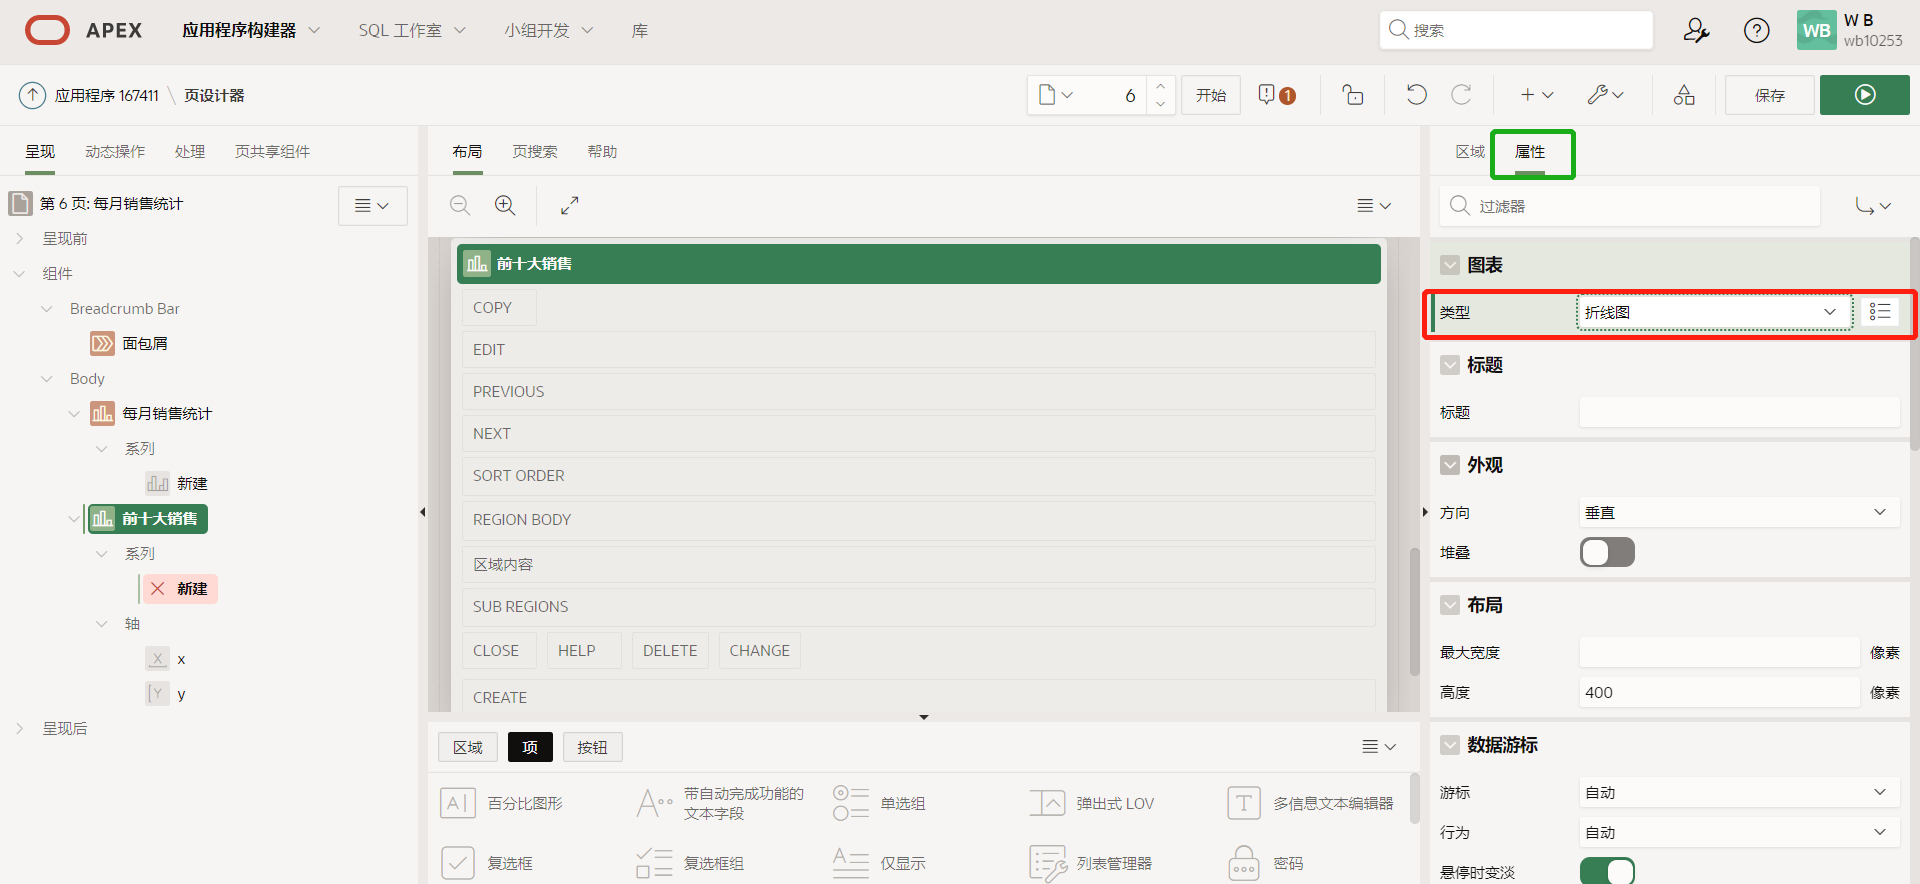 APEX
应用程序构建器
SQL 工作室
小组开发
库
搜索
WB
W B
wb10253
应用程序 167411 \ 页设计器
6
开始
1
保存
呈现
动态操作
处理
页共享组件
第 6 页: 每月销售统计
呈现前
组件
Breadcrumb Bar
面包屑
Body
每月销售统计
系列
新建
前十大销售
系列
新建
轴
X
x
Y
y
呈现后
布局
页搜索
帮助
前十大销售
COPY
EDIT
PREVIOUS
NEXT
SORT ORDER
REGION BODY
区域内容
SUB REGIONS
CLOSE
HELP
DELETE
CHANGE
CREATE
区域
项
按钮
百分比图形
带自动完成功能的
文本字段
单选组
弹出式 LOV
多信息文本编辑器
复选框
复选框组
仅显示
列表管理器
密码
区域
属性
过滤器
图表
类型
折线图
标题
标题
外观
方向
垂直
堆叠
布局
最大宽度
像素
高度
400
像素
数据游标
游标
自动
行为
自动
悬停时变淡